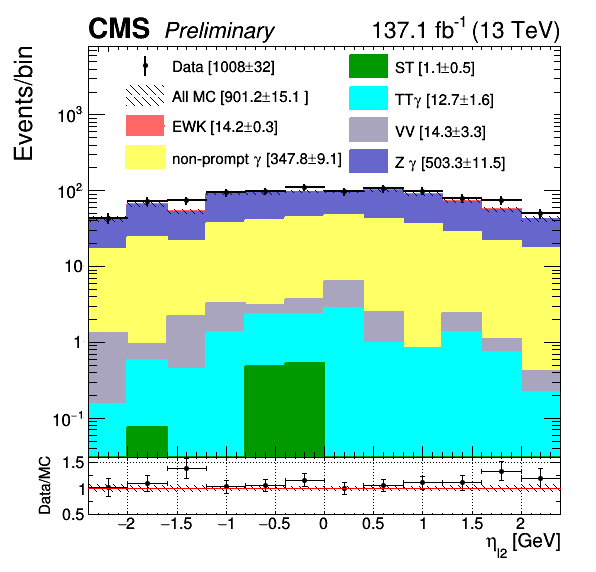 CMS Preliminary 137.1 fb⁻¹ (13 TeV)
Events/bin
Data [1008±32]
All MC [901.2±15.1 ]
EWK [14.2±0.3]
non-prompt γ [347.8±9.1]
ST [1.1±0.5]
TTγ [12.7±1.6]
VV [14.3±3.3]
Z γ [503.3±11.5]
10³
10²
10
1
10⁻¹
Data/MC
1.5
1
0.5
−2 −1.5 −1 −0.5 0 0.5 1 1.5 2
η_l2 [GeV]